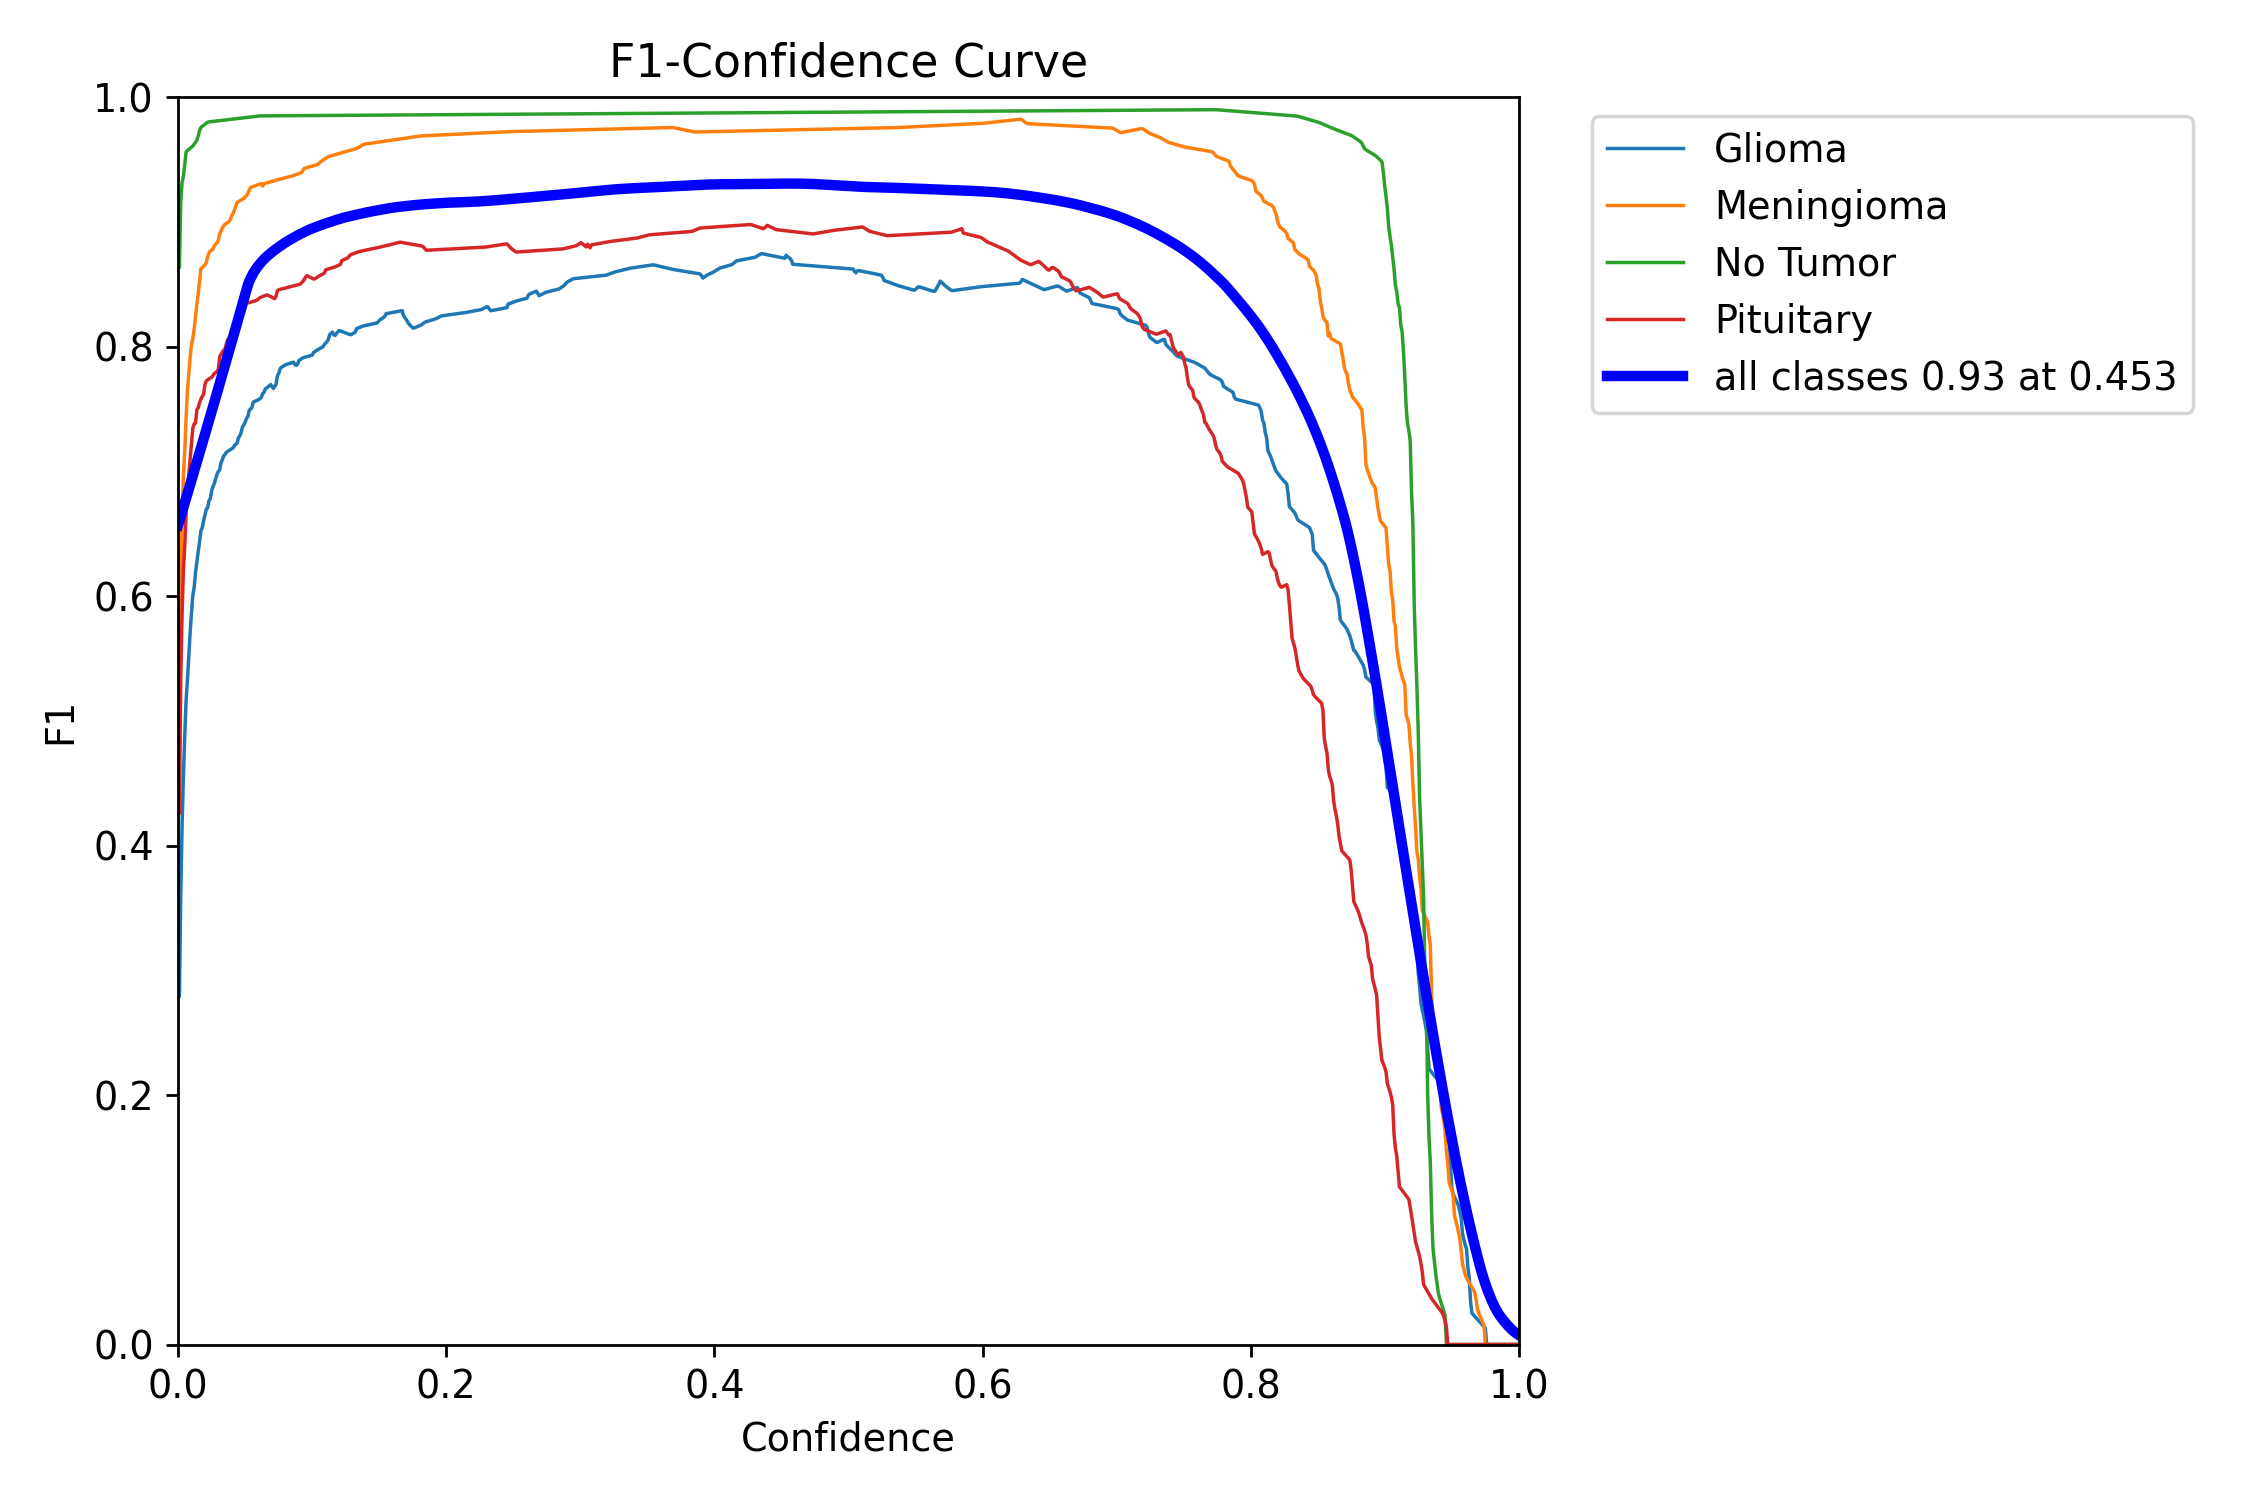 F1-Confidence Curve
1.0
0.8
0.6
0.4
0.2
0.0
F1
0.0 0.2 0.4 0.6 0.8 1.0
Confidence
Glioma
Meningioma
No Tumor
Pituitary
all classes 0.93 at 0.453